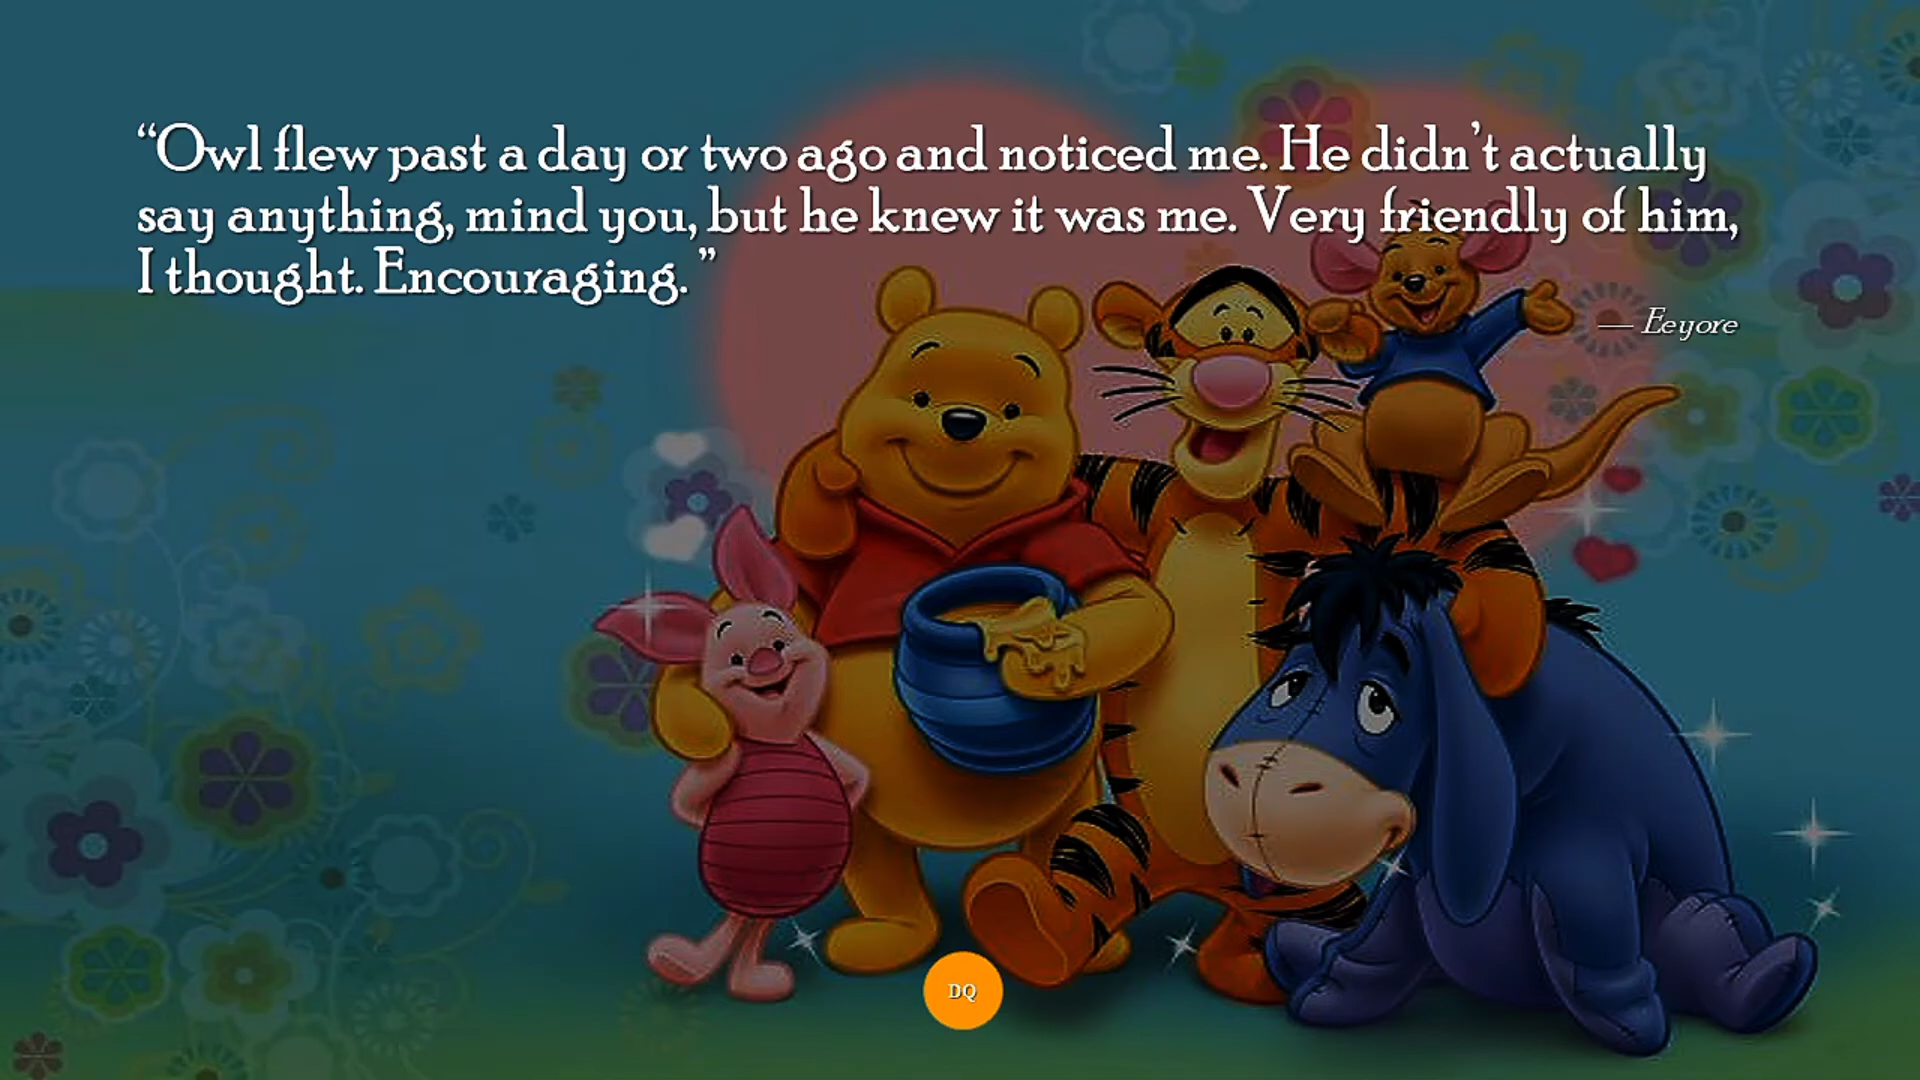 “Owl flew past a day or two ago and noticed me. He didn’t actually
say anything, mind you, but he knew it was me. Very friendly of him,
I thought. Encouraging. ”
— Eeyore
DQ